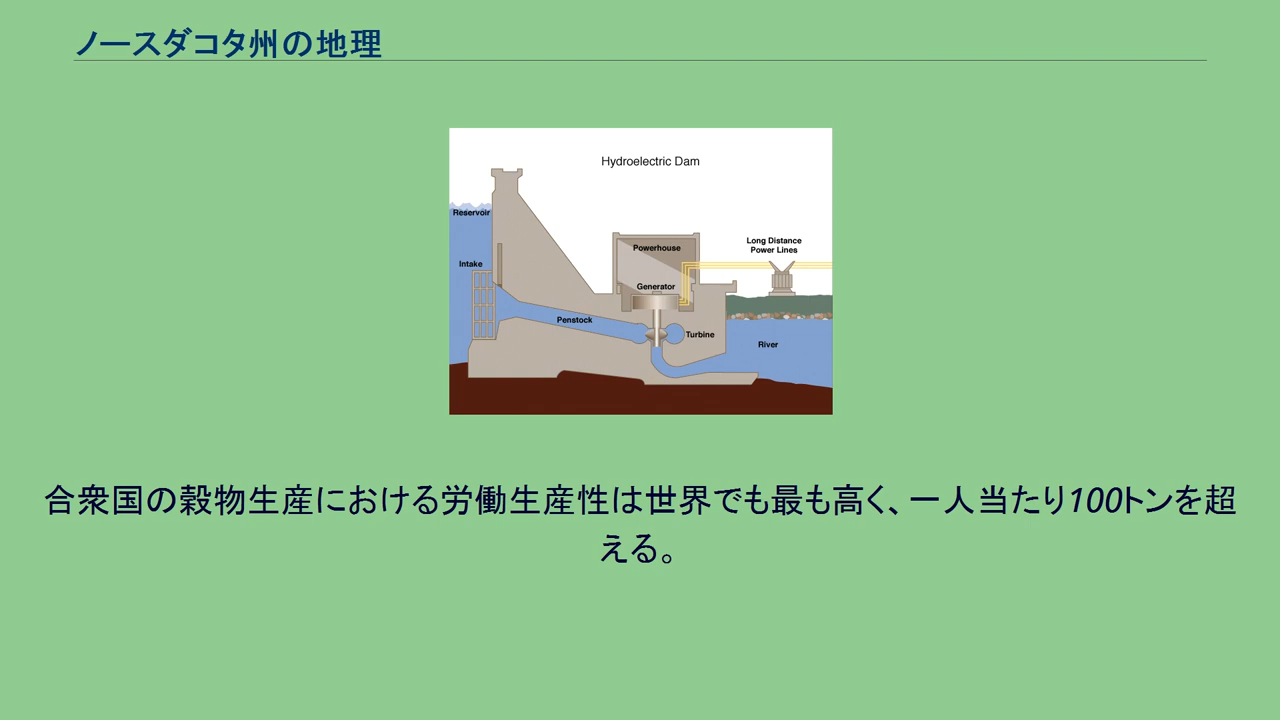 ノースダコタ州の地理
Hydroelectric Dam
Reservoir
Intake
Penstock
Powerhouse
Generator
Turbine
Long Distance
Power Lines
River
合衆国の穀物生産における労働生産性は世界でも最も高く、一人当たり100トンを超
える。